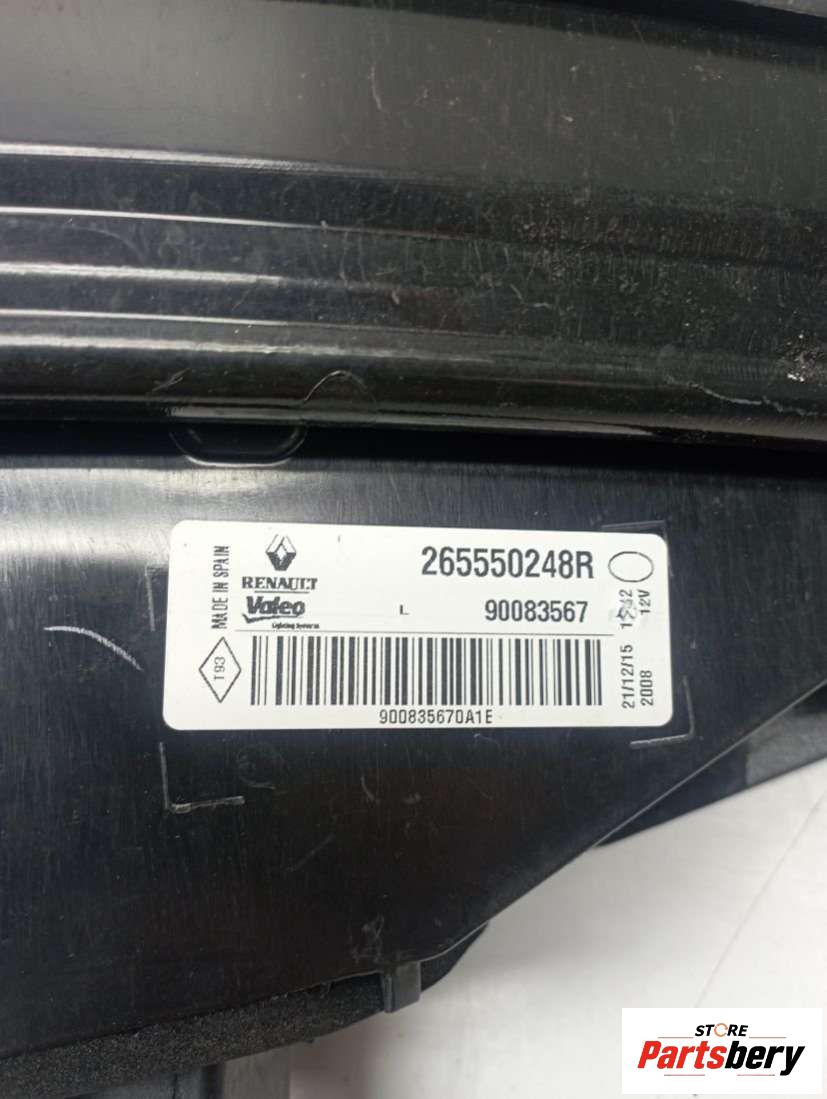 MADE IN SPAIN
RENAULT
265550248R
Valeo
Lighting Systems
L
90083567
T93
900835670A1E
12V
21/12/15
2008
STORE
Partsbery